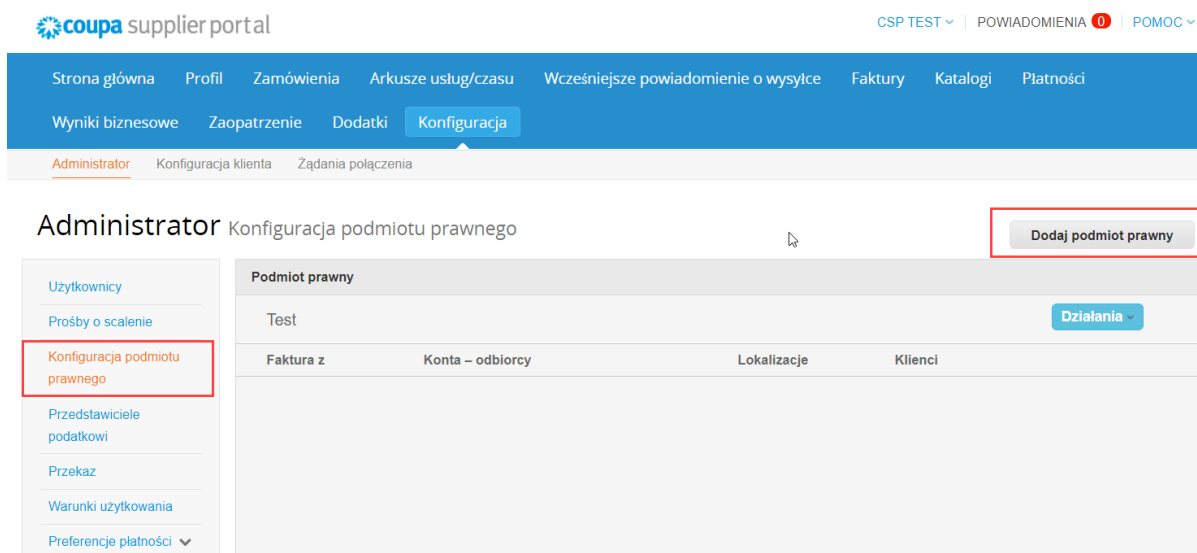 coupa supplier portal
CSP TEST POWIADOMIENIA 0 POMOC
Strona główna Profil Zamówienia Arkusze usług/czasu Wcześniejsze powiadomienie o wysyłce Faktury Katalogi Płatności
Wyniki biznesowe Zaopatrzenie Dodatki Konfiguracja
Administrator Konfiguracja klienta Żądania połączenia
Administrator Konfiguracja podmiotu prawnego
Dodaj podmiot prawny
Użytkownicy
Prośby o scalenie
Konfiguracja podmiotu
prawnego
Przedstawiciele
podatkowi
Przekaz
Warunki użytkowania
Preferencje płatności
Podmiot prawny
Test
Działania
Faktura z Konta – odbiorcy Lokalizacje Klienci